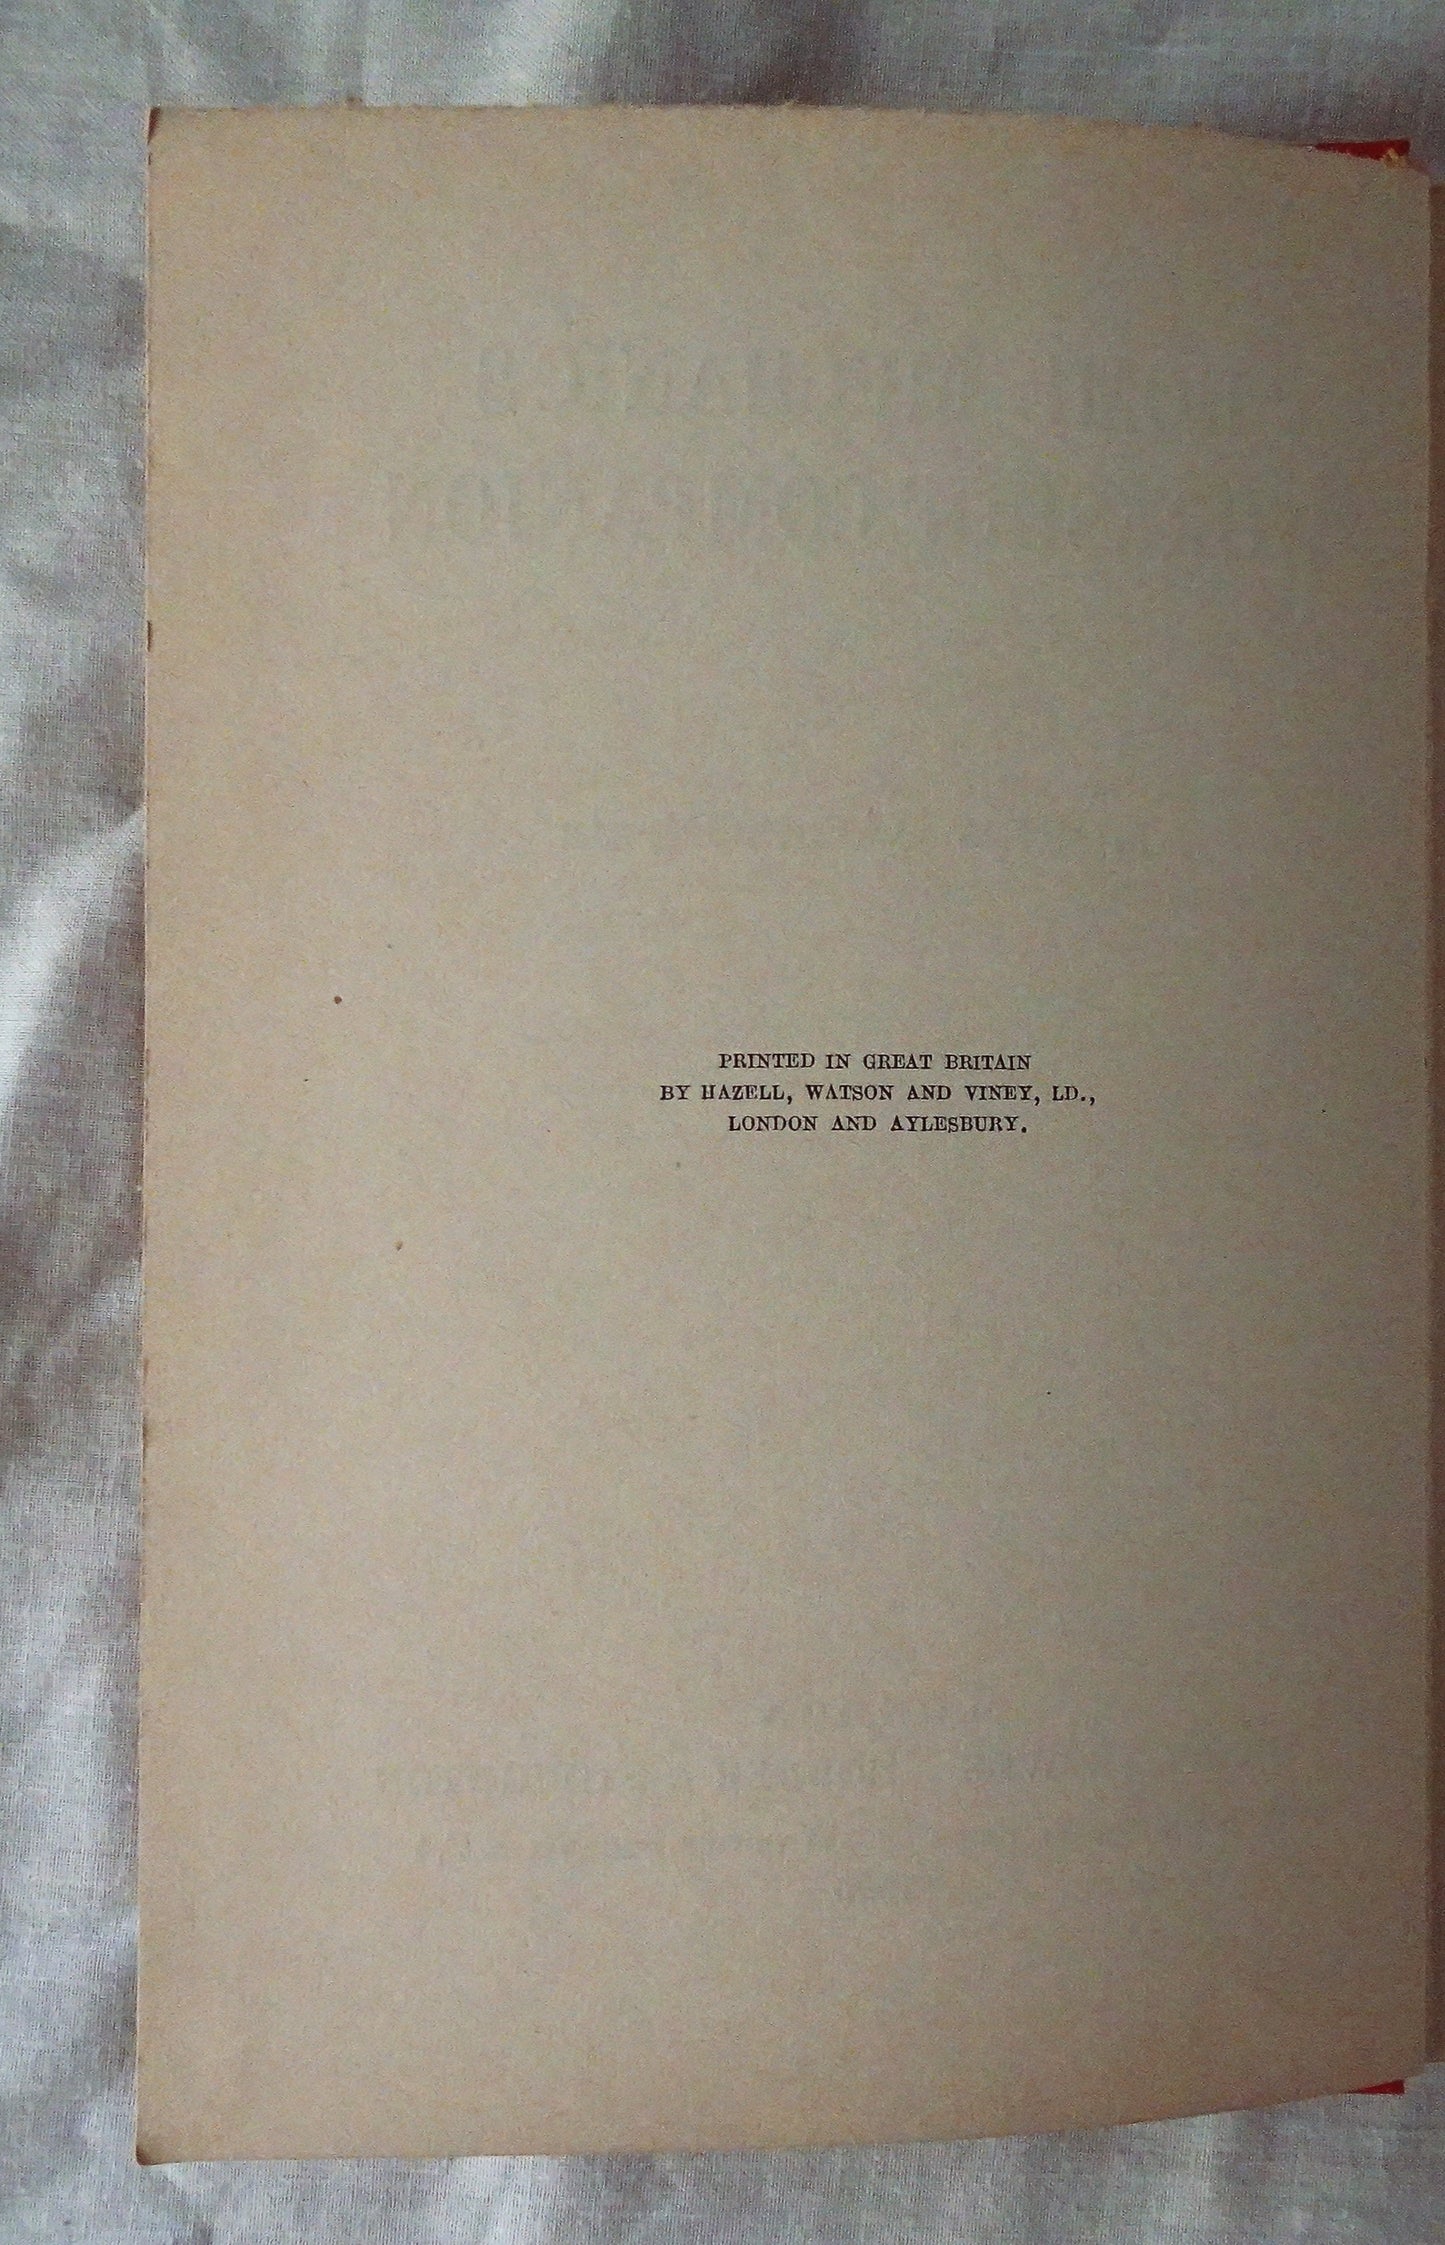 PRINTED IN GREAT BRITAIN
BY HAZELL, WATSON AND VINEY, LD.,
LONDON AND AYLESBURY.